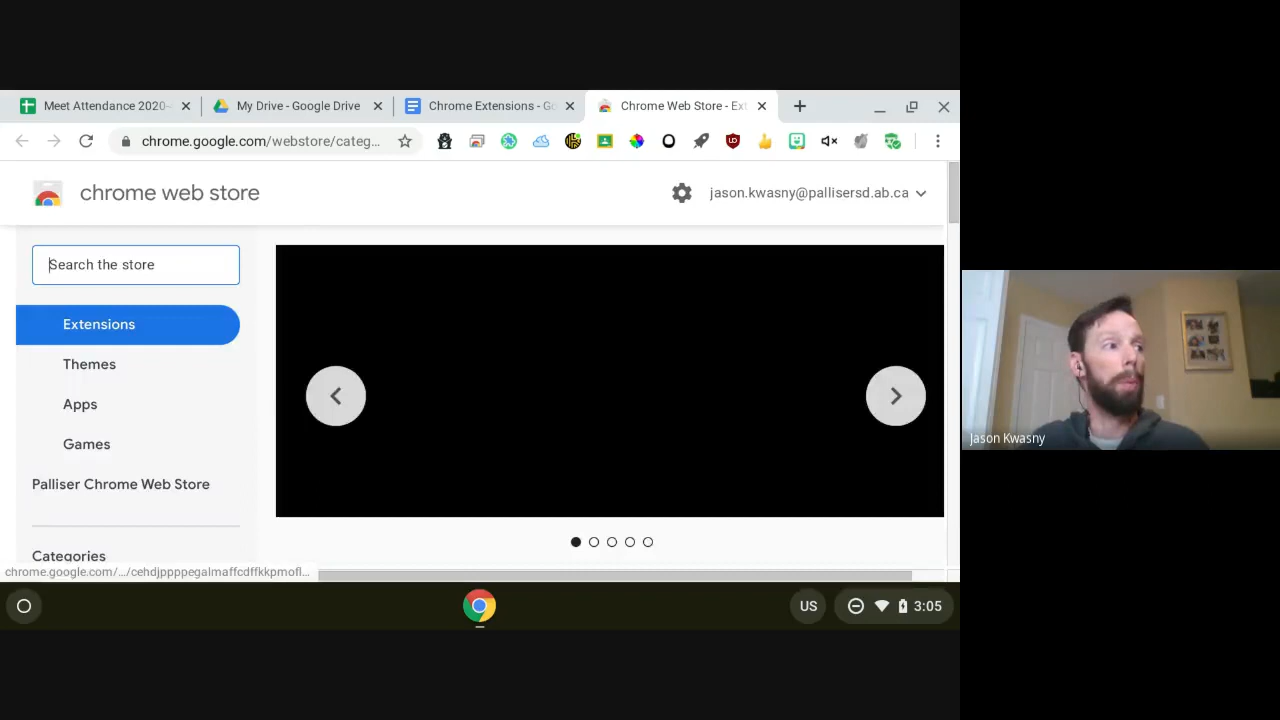 Meet Attendance 2020-
My Drive - Google Drive
Chrome Extensions - Go
Chrome Web Store - Ext
chrome.google.com/webstore/categ...
chrome web store
jason.kwasny@pallisersd.ab.ca
Search the store
Extensions
Themes
Apps
Games
Palliser Chrome Web Store
Categories
chrome.google.com/.../cehdjppppegalmaffcdffkkpmofl...
US
3:05
Jason Kwasny